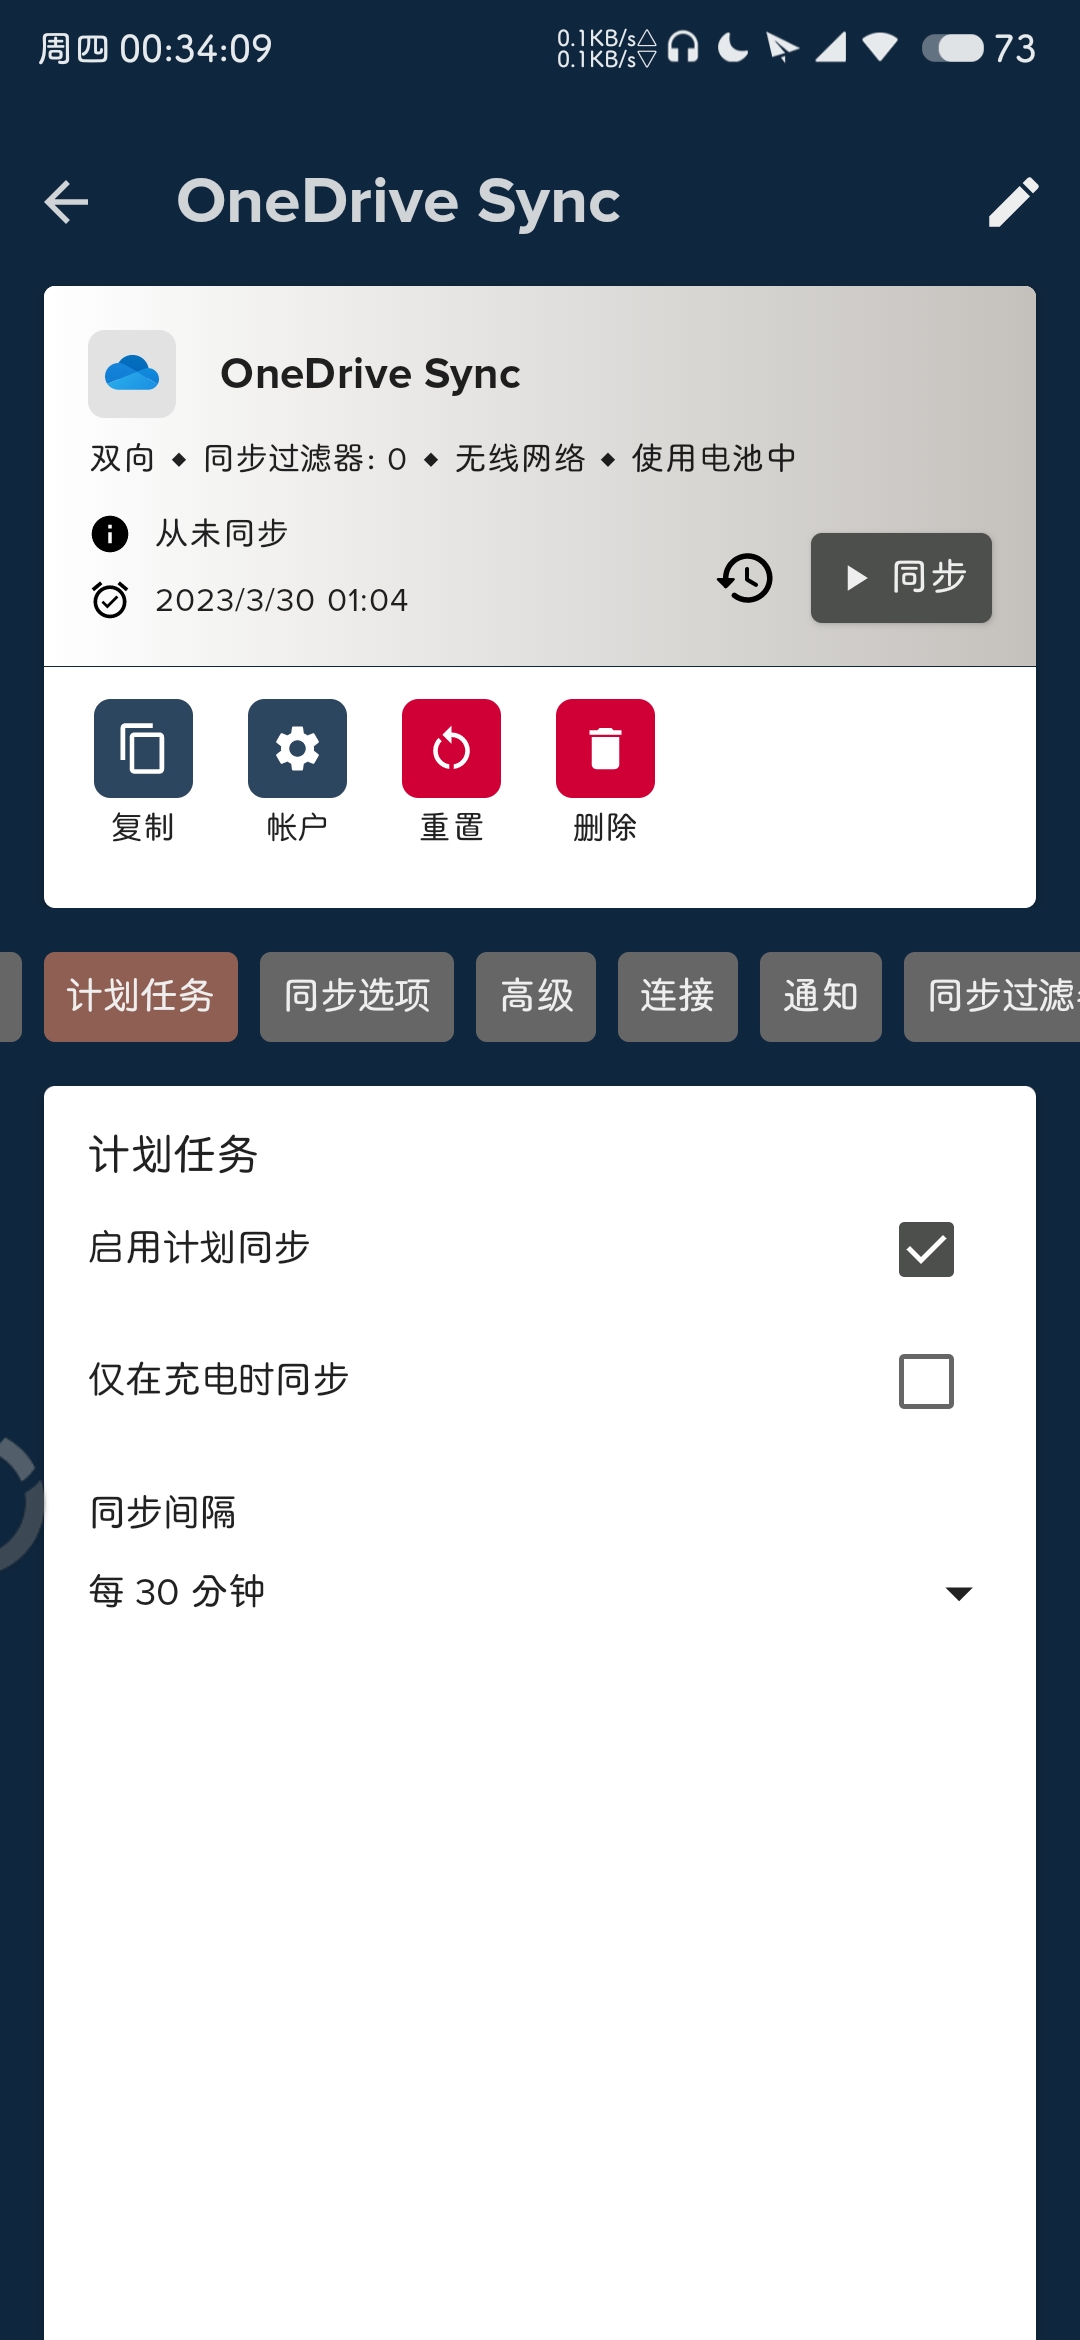 周四 00:34:09
0.1KB/s△
0.1KB/s▽
73
OneDrive Sync
OneDrive Sync
双向 ◆ 同步过滤器: 0 ◆ 无线网络 ◆ 使用电池中
从未同步
2023/3/30 01:04
同步
复制 帐户 重置 删除
计划任务 同步选项 高级 连接 通知 同步过滤
计划任务
启用计划同步
仅在充电时同步
同步间隔
每 30 分钟